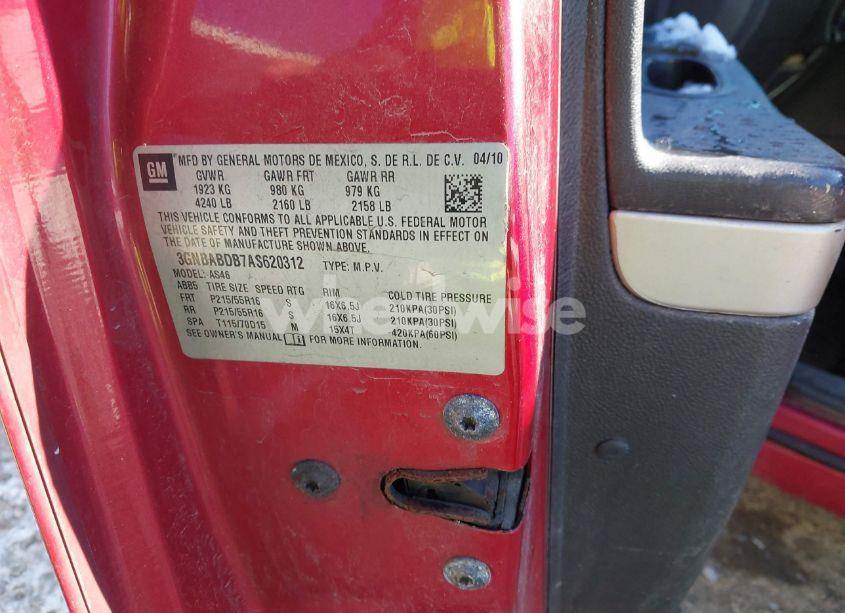 GM
MFD BY GENERAL MOTORS DE MEXICO, S. DE R.L. DE C.V. 04/10
GVWR GAWR FRT GAWR RR
1923 KG 980 KG 979 KG
4240 LB 2160 LB 2158 LB
THIS VEHICLE CONFORMS TO ALL APPLICABLE U.S. FEDERAL MOTOR
VEHICLE SAFETY AND THEFT PREVENTION STANDARDS IN EFFECT ON
THE DATE OF MANUFACTURE SHOWN ABOVE.
3GNBABDB7AS620312 TYPE: M.P.V.
MODEL: AS46
ABBS TIRE SIZE SPEED RTG RIM COLD TIRE PRESSURE
FRT P215/55R16 S 16X6.5J 210KPA(30PSI)
RR P215/55R16 S 16X6.5J 210KPA(30PSI)
SPA T115/70D15 M 15X4T 420KPA(60PSI)
SEE OWNER'S MANUAL FOR MORE INFORMATION.
wheelwise